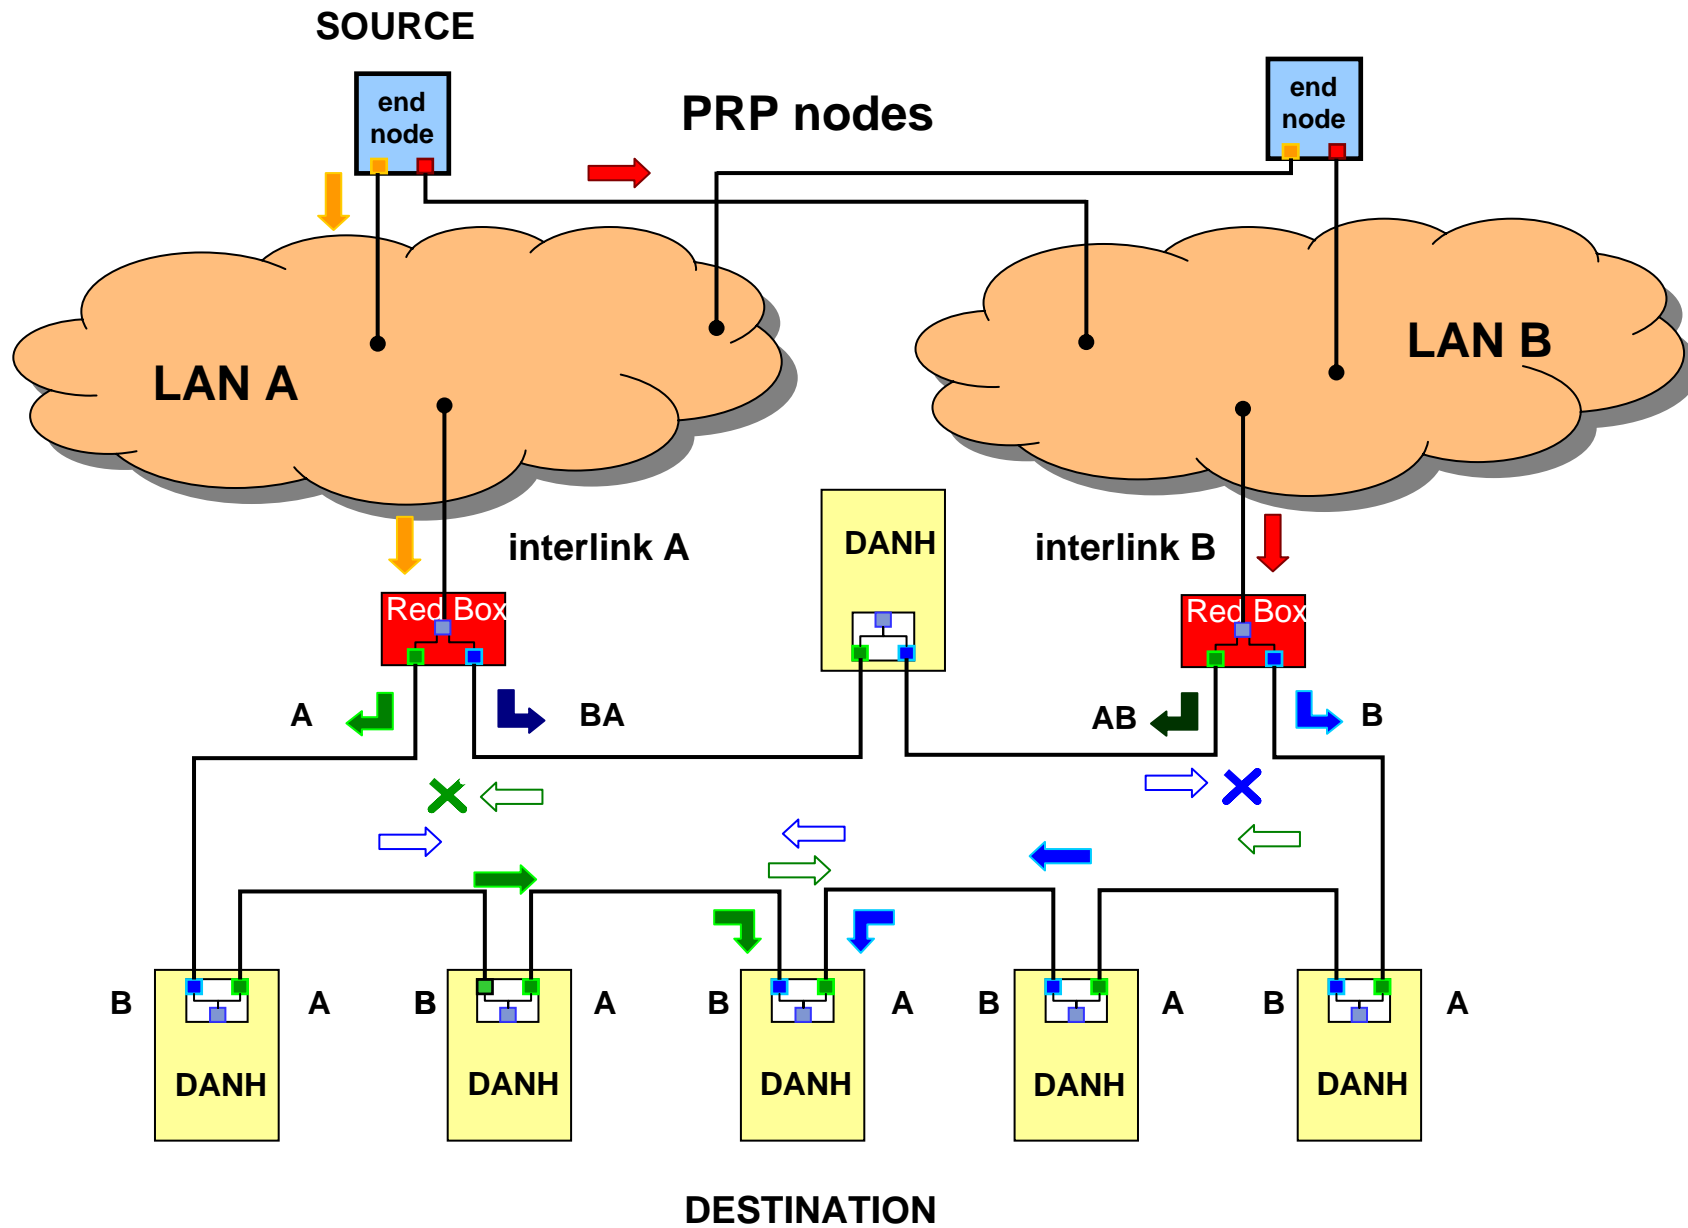 SOURCE
end
node
PRP nodes
end
node
LAN A
LAN B
interlink A
DANH
interlink B
Red Box
Red Box
A
BA
AB
B
B
A
B
A
B
A
B
A
B
A
DANH
DANH
DANH
DANH
DANH
DESTINATION